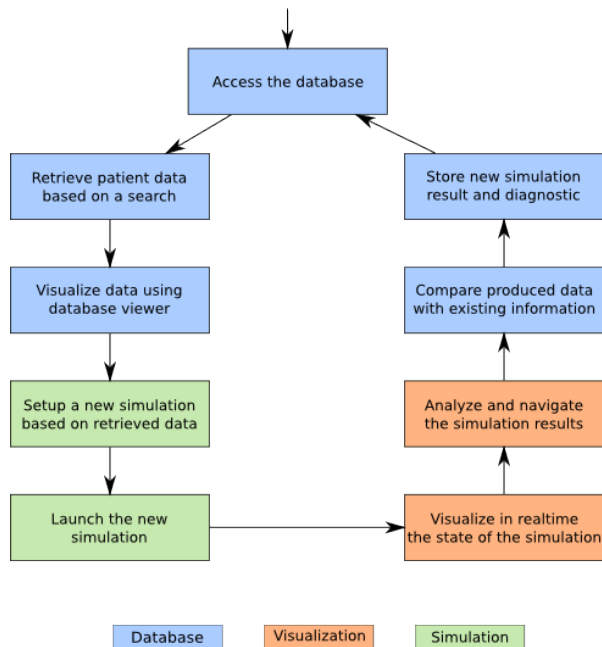 Access the database
Retrieve patient data
based on a search
Store new simulation
result and diagnostic
Visualize data using
database viewer
Compare produced data
with existing information
Setup a new simulation
based on retrieved data
Analyze and navigate
the simulation results
Launch the new
simulation
Visualize in realtime
the state of the simulation
Database
Visualization
Simulation